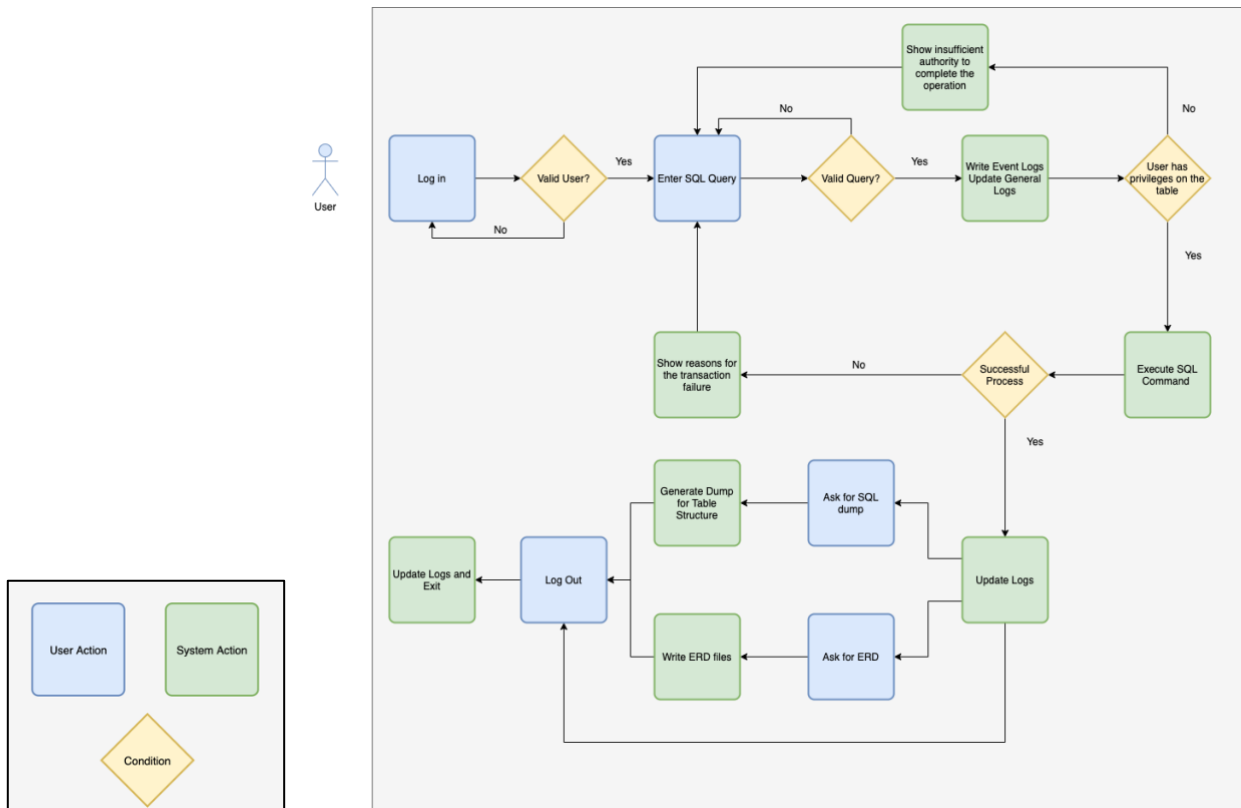 Show insufficient
authority to
complete the
operation
No
No
User
Log in
Valid User?
Yes
Enter SQL Query
Valid Query?
Yes
Write Event Logs
Update General
Logs
User has
privileges on the
table
No
Yes
Show reasons for
the transaction
failure
No
Successful
Process
Execute SQL
Command
Yes
Generate Dump
for Table
Structure
Ask for SQL
dump
Update Logs and
Exit
Log Out
Update Logs
Write ERD files
Ask for ERD
User Action
System Action
Condition